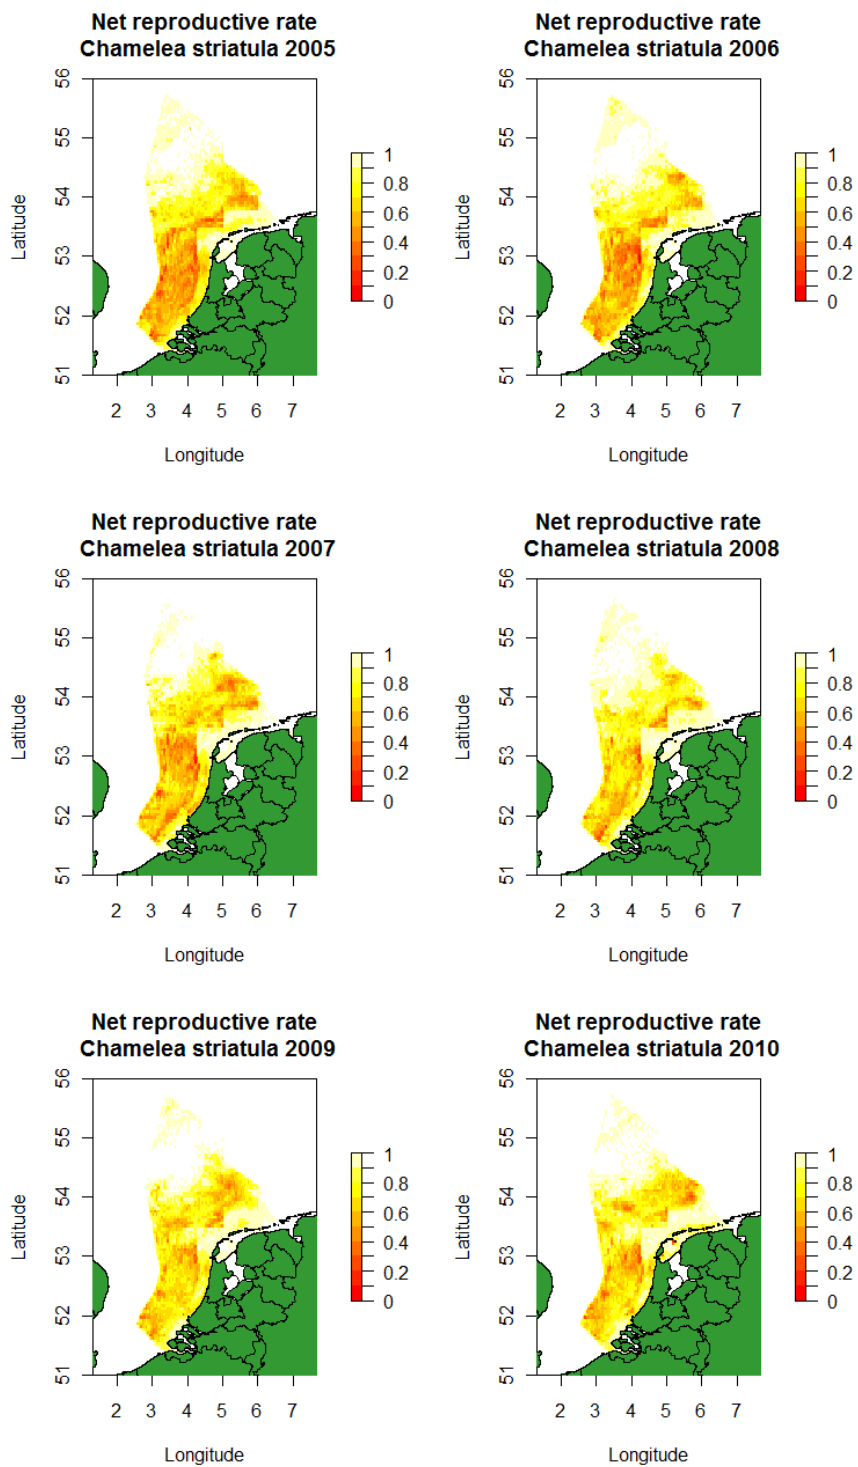 Net reproductive rate
Chamelea striatula 2005
56
55
54
53
52
51
Latitude
2 3 4 5 6 7
Longitude
1
0.8
0.6
0.4
0.2
0
Net reproductive rate
Chamelea striatula 2006
56
55
54
53
52
51
Latitude
2 3 4 5 6 7
Longitude
1
0.8
0.6
0.4
0.2
0
Net reproductive rate
Chamelea striatula 2007
56
55
54
53
52
51
Latitude
2 3 4 5 6 7
Longitude
1
0.8
0.6
0.4
0.2
0
Net reproductive rate
Chamelea striatula 2008
56
55
54
53
52
51
Latitude
2 3 4 5 6 7
Longitude
1
0.8
0.6
0.4
0.2
0
Net reproductive rate
Chamelea striatula 2009
56
55
54
53
52
51
Latitude
2 3 4 5 6 7
Longitude
1
0.8
0.6
0.4
0.2
0
Net reproductive rate
Chamelea striatula 2010
56
55
54
53
52
51
Latitude
2 3 4 5 6 7
Longitude
1
0.8
0.6
0.4
0.2
0